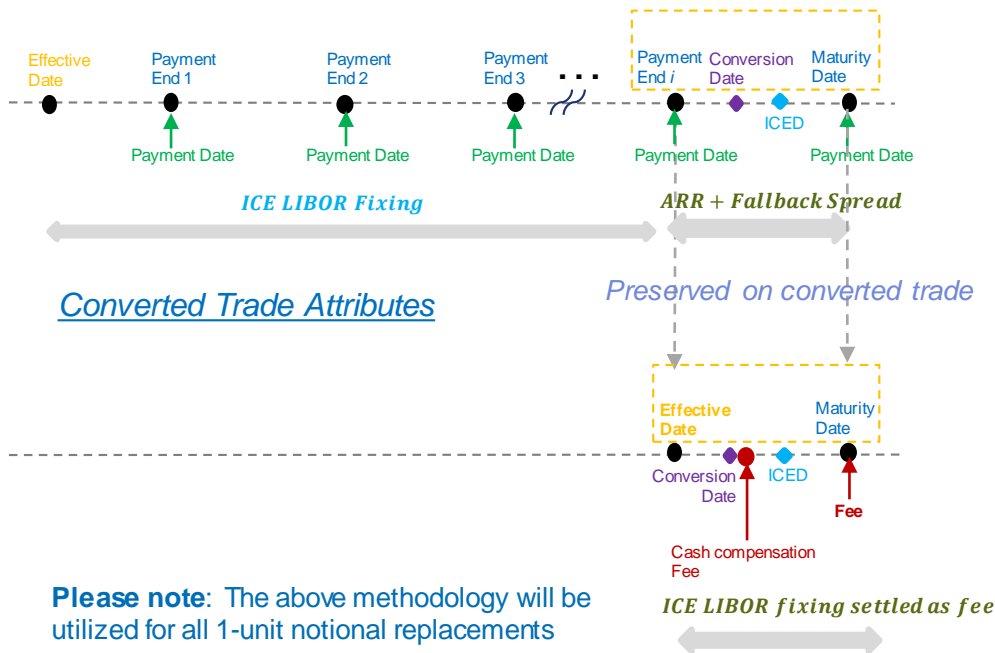 Effective
Date
Payment
End 1
Payment
End 2
Payment
End 3
...
Payment
End i
Conversion
Date
Maturity
Date
ICED
Payment Date
Payment Date
Payment Date
Payment Date
Payment Date
ICE LIBOR Fixing
ARR + Fallback Spread
Converted Trade Attributes
Preserved on converted trade
Effective
Date
Maturity
Date
Conversion
Date
ICED
Fee
Cash compensation
Fee
Please note: The above methodology will be
utilized for all 1-unit notional replacements
ICE LIBOR fixing settled as fee